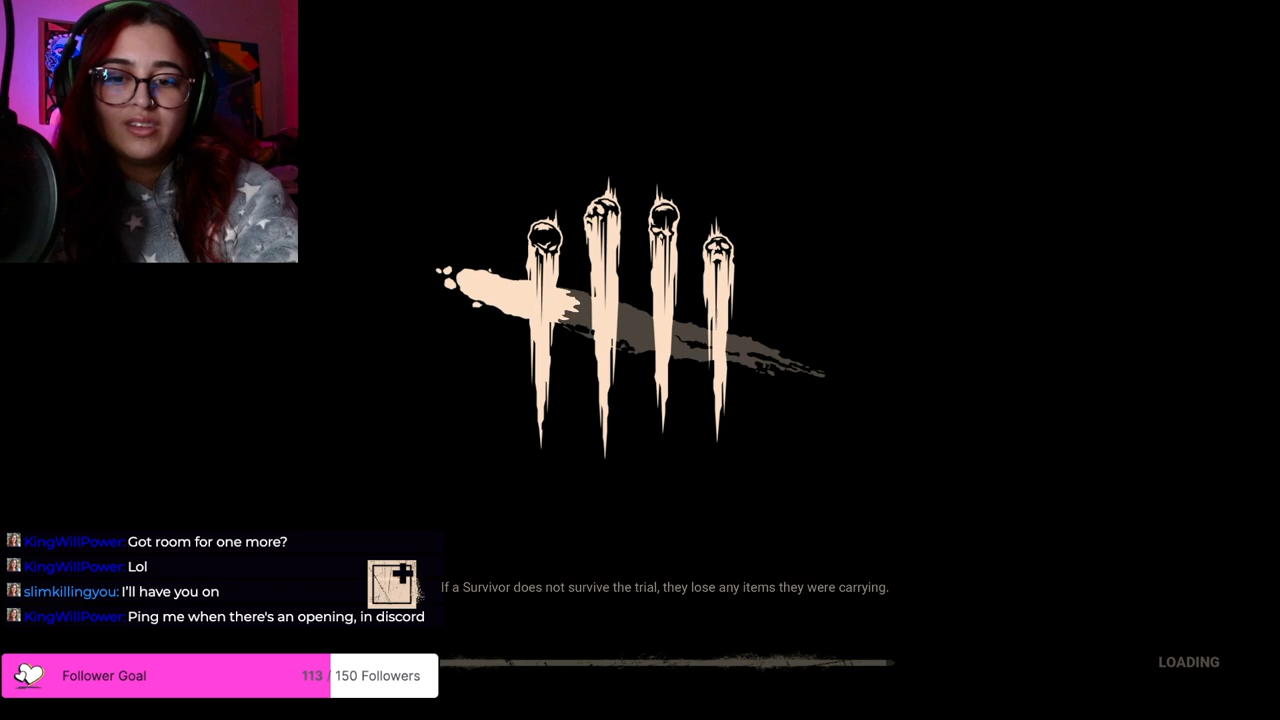 KingWillPower: Got room for one more?
KingWillPower: Lol
slimkillingyou: I'll have you on
KingWillPower: Ping me when there's an opening, in discord
If a Survivor does not survive the trial, they lose any items they were carrying.
Follower Goal 113 / 150 Followers
LOADING